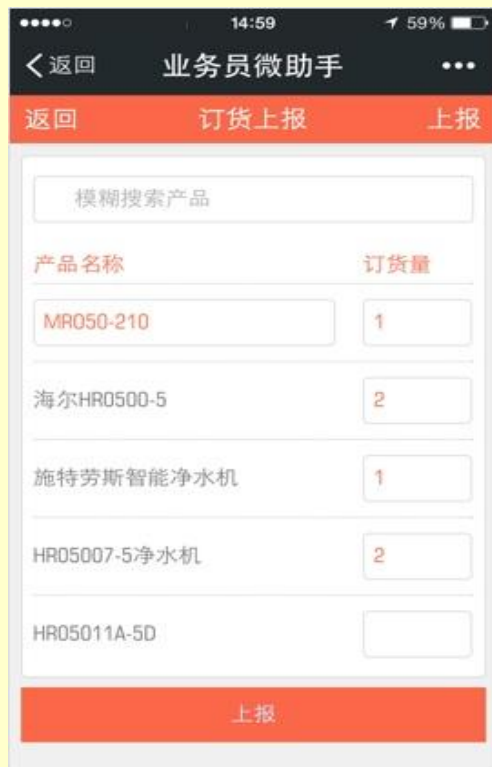 14:59 59%
返回 业务员微助手
返回 订货上报 上报
模糊搜索产品
产品名称 订货量
MR050-210 1
海尔HR0500-5 2
施特劳斯智能净水机 1
HR05007-5净水机 2
HR05011A-5D
上报